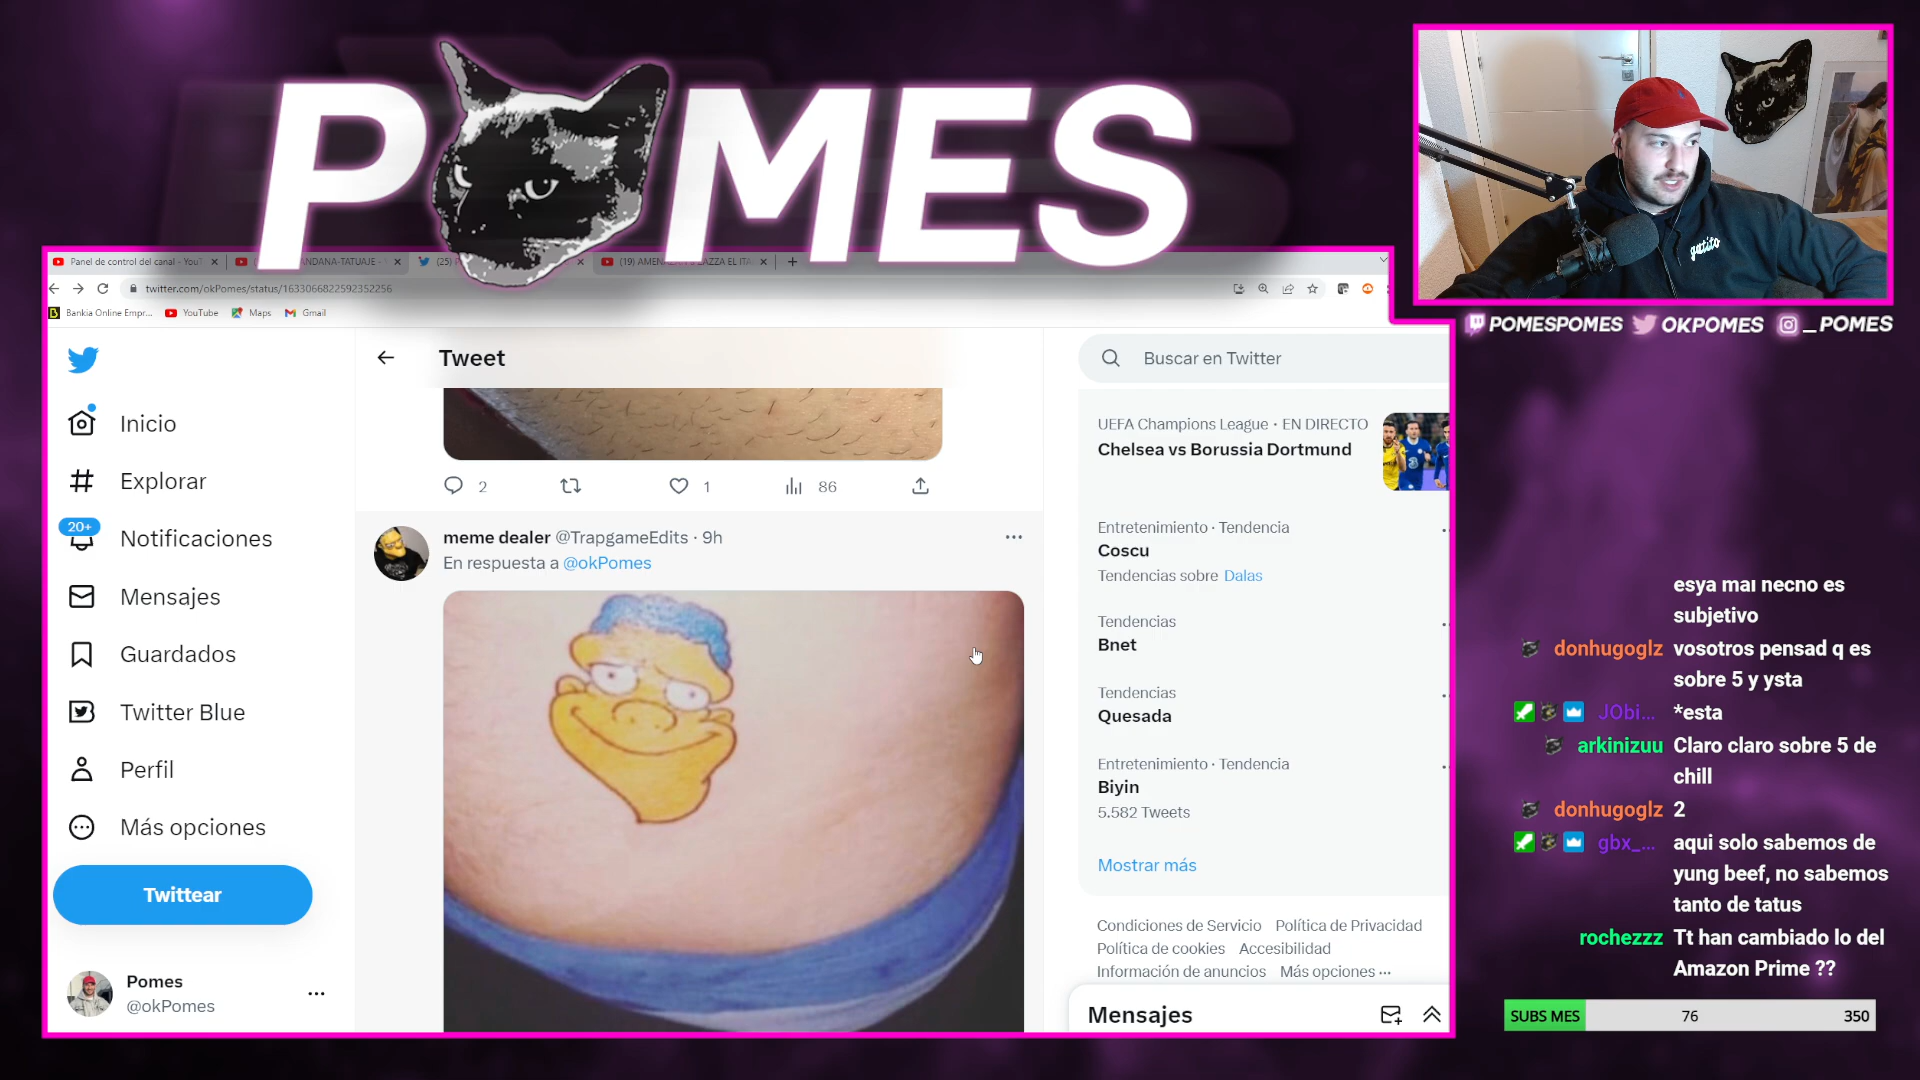 POMES
Panel de control del canal - YouT
ANDANA-TATUAJE -
(25)
(19) AMEN
ZAZZA EL ITA
twitter.com/okPomes/status/1633066822592352256
Bankia Online Empr...
YouTube
Maps
Gmail
POMESPOMES
OKPOMES
_POMES
gatito
Tweet
Buscar en Twitter
Inicio
Explorar
20+
Notificaciones
Mensajes
Guardados
Twitter Blue
Perfil
Más opciones
Twittear
Pomes
@okPomes
2
1
86
meme dealer @TrapgameEdits · 9h
En respuesta a @okPomes
UEFA Champions League · EN DIRECTO
Chelsea vs Borussia Dortmund
Entretenimiento · Tendencia
Coscu
Tendencias sobre Dalas
Tendencias
Bnet
Tendencias
Quesada
Entretenimiento · Tendencia
Biyin
5.582 Tweets
Mostrar más
Condiciones de Servicio Política de Privacidad
Política de cookies Accesibilidad
Información de anuncios Más opciones ···
Mensajes
esya mal hecho es
subjetivo
donhugoglz vosotros pensad q es
sobre 5 y ysta
JObi... *esta
arkinizuu Claro claro sobre 5 de
chill
donhugoglz 2
gbx_... aqui solo sabemos de
yung beef, no sabemos
tanto de tatus
rochezzz Tt han cambiado lo del
Amazon Prime ??
SUBS MES 76 350